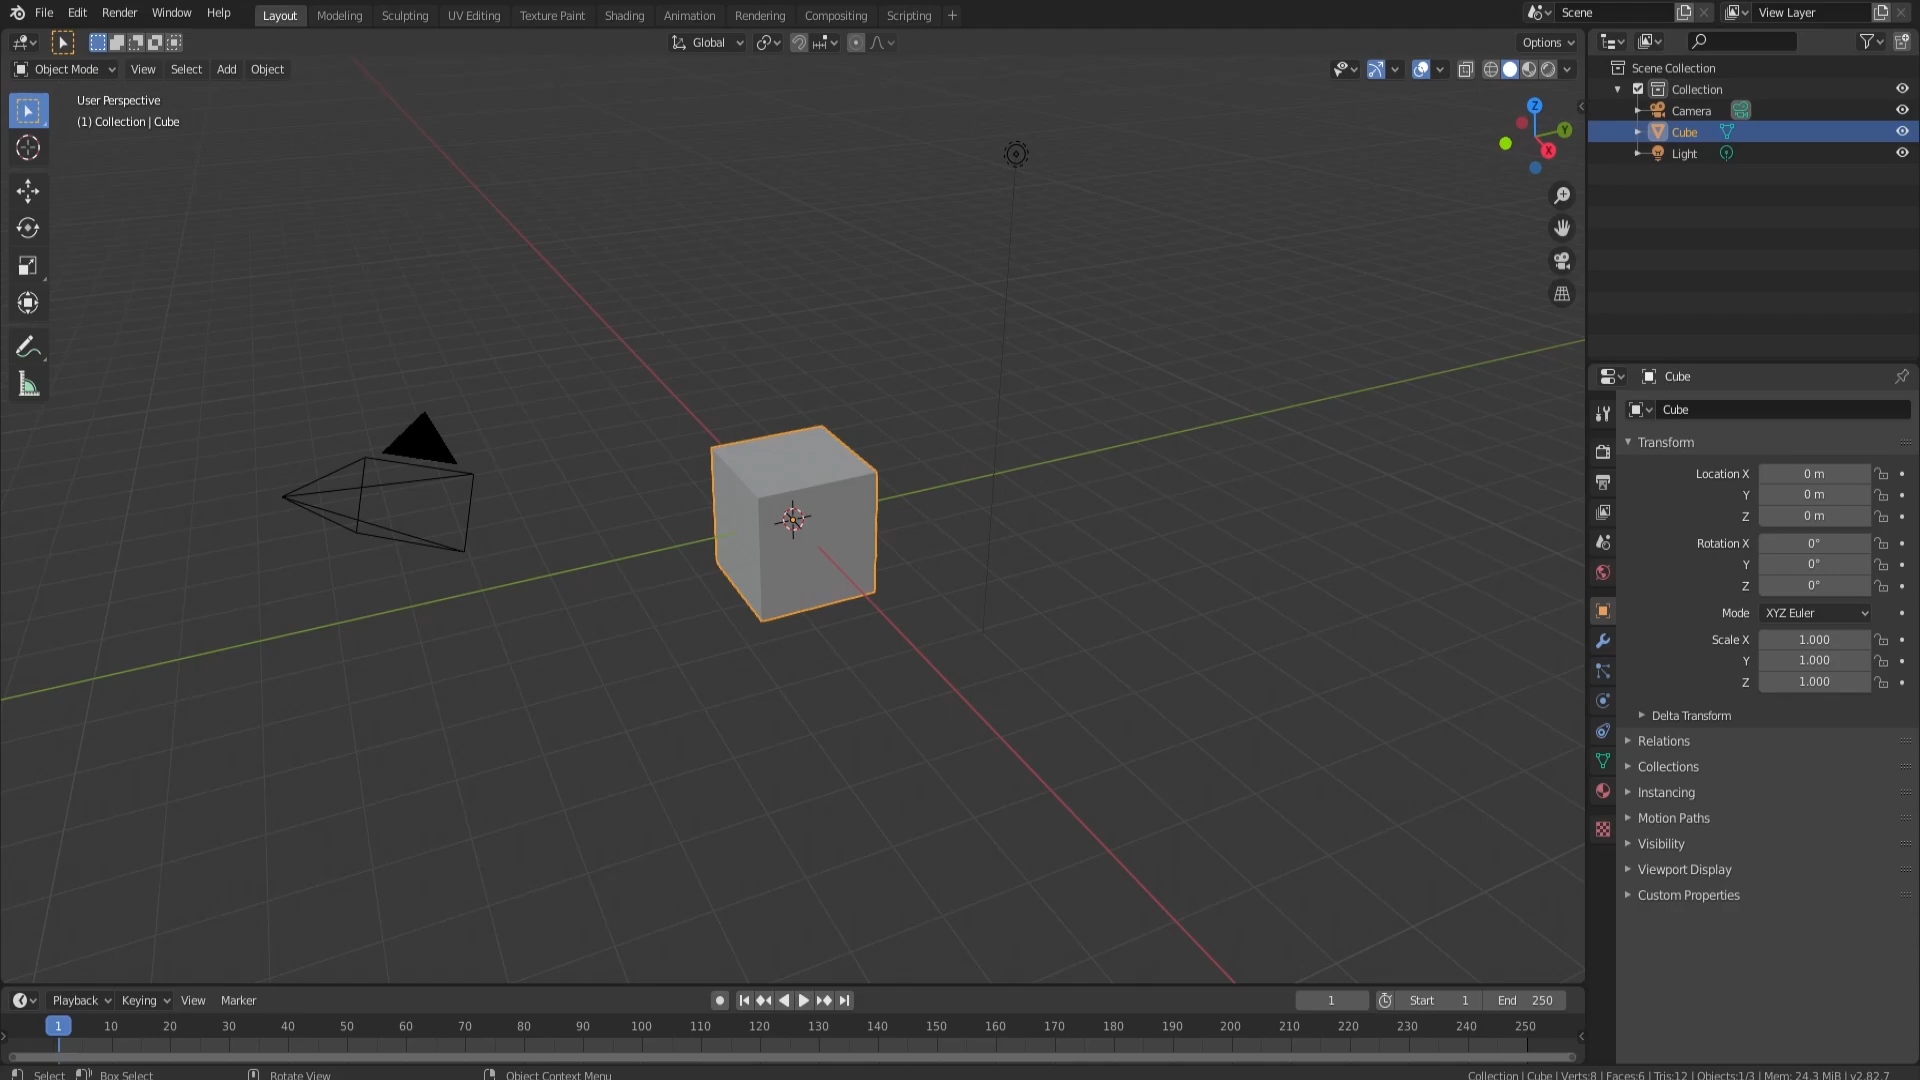 File Edit Render Window Help Layout Modeling Sculpting UV Editing Texture Paint Shading Animation Rendering Compositing Scripting + Scene View Layer
Global Options
Object Mode View Select Add Object
User Perspective
(1) Collection | Cube
Z
Y
X
Scene Collection
Collection
Camera
Cube
Light
Cube
Cube
Transform
Location X 0 m
Y 0 m
Z 0 m
Rotation X 0°
Y 0°
Z 0°
Mode XYZ Euler
Scale X 1.000
Y 1.000
Z 1.000
Delta Transform
Relations
Collections
Instancing
Motion Paths
Visibility
Viewport Display
Custom Properties
Playback Keying View Marker 1 Start 1 End 250
1 10 20 30 40 50 60 70 80 90 100 110 120 130 140 150 160 170 180 190 200 210 220 230 240 250
Select Box Select Rotate View Object Context Menu Collection | Cube | Verts:8 | Faces:6 | Tris:12 | Objects:1/3 | Mem: 24.3 MiB | v2.82.7